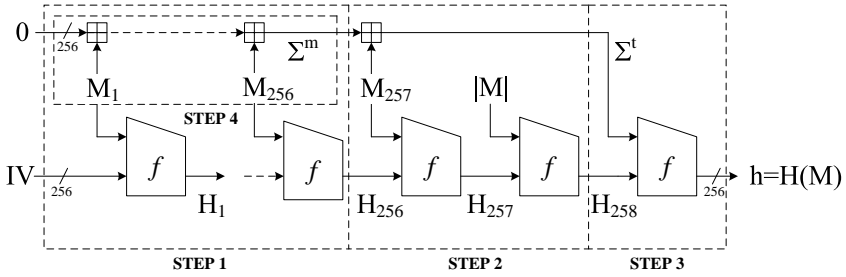 0
256
Σ^m
Σ^t
M_1
M_256
M_257
|M|
STEP 4
f
f
f
f
f
IV
256
256
h=H(M)
H_1
H_256
H_257
H_258
STEP 1
STEP 2
STEP 3